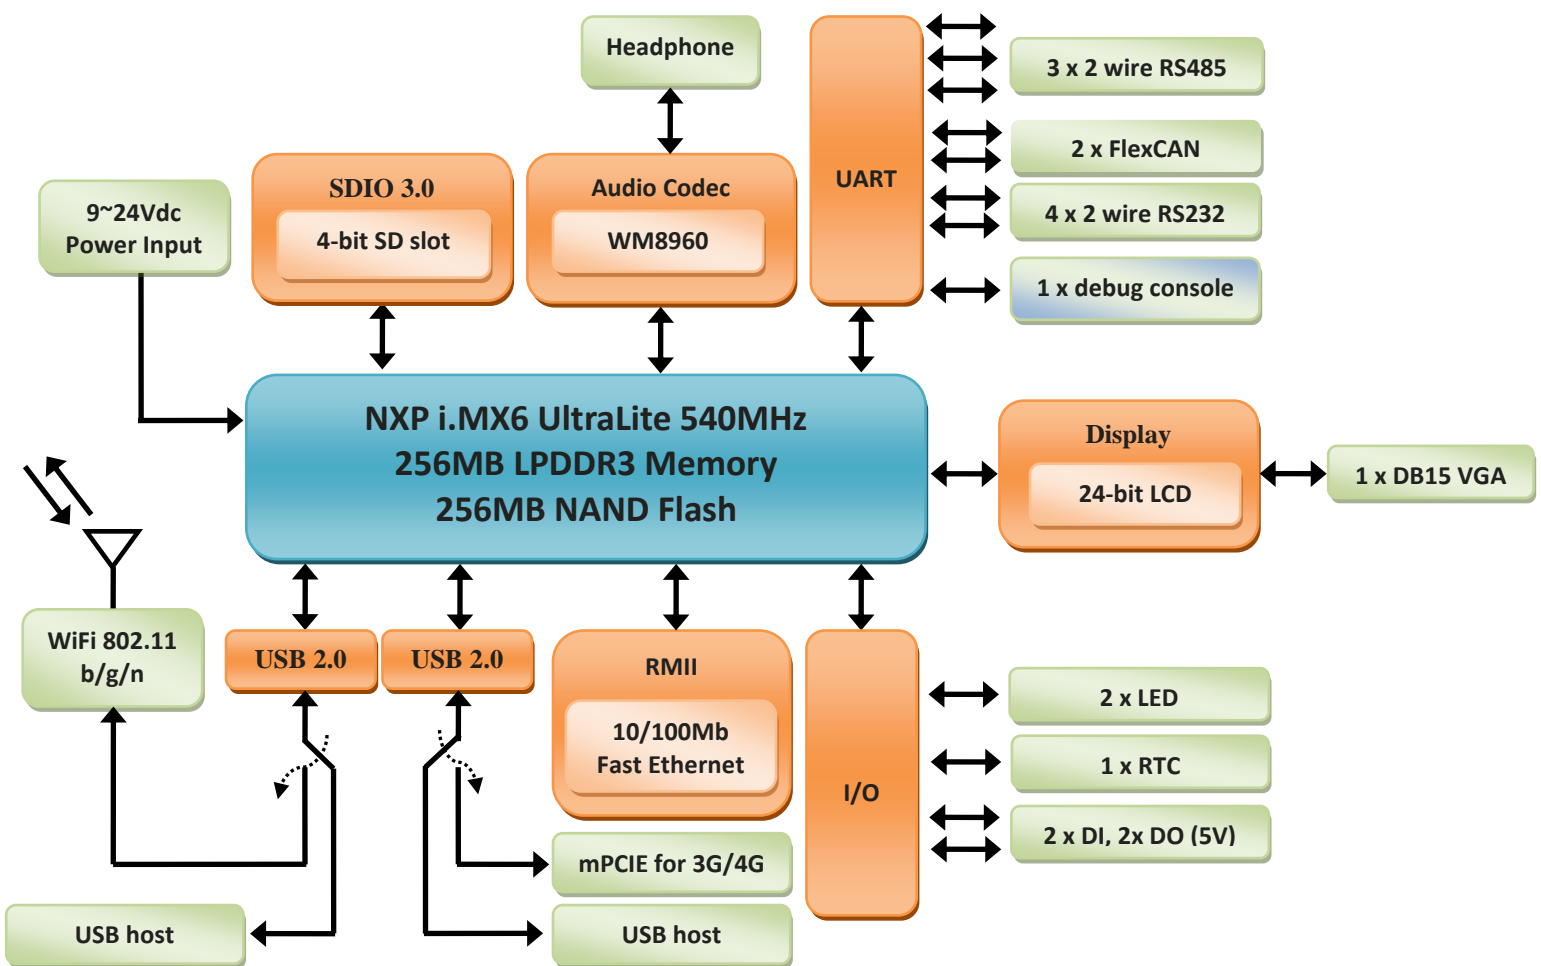 Headphone
3 x 2 wire RS485
2 x FlexCAN
4 x 2 wire RS232
1 x debug console
UART
SDIO 3.0
4-bit SD slot
Audio Codec
WM8960
9~24Vdc
Power Input
NXP i.MX6 UltraLite 540MHz
256MB LPDDR3 Memory
256MB NAND Flash
Display
24-bit LCD
1 x DB15 VGA
WiFi 802.11
b/g/n
USB 2.0
USB 2.0
RMII
10/100Mb
Fast Ethernet
I/O
2 x LED
1 x RTC
2 x DI, 2x DO (5V)
mPCIE for 3G/4G
USB host
USB host